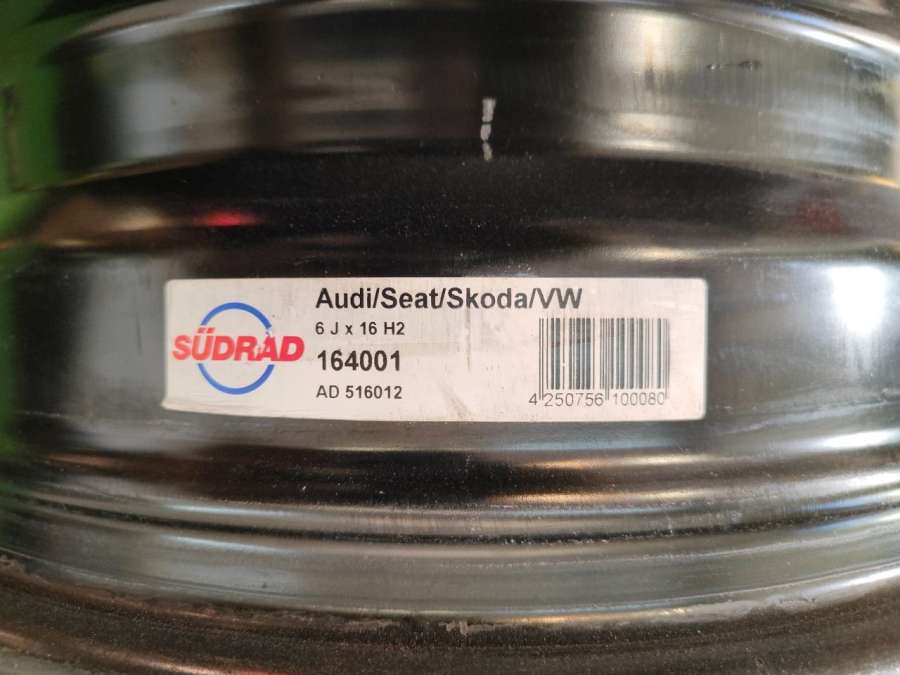 Audi/Seat/Skoda/VW
6 J x 16 H2
SÜDRAD
164001
AD 516012
4 250756 100080